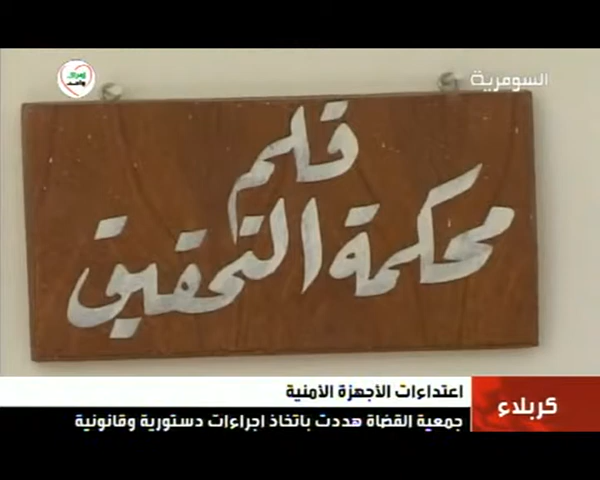 السومرية
قلم
محكمة التحقيق
اعتداءات الأجهزة الأمنية
كربلاء
جمعية القضاة هددت باتخاذ اجراءات دستورية وقانونية